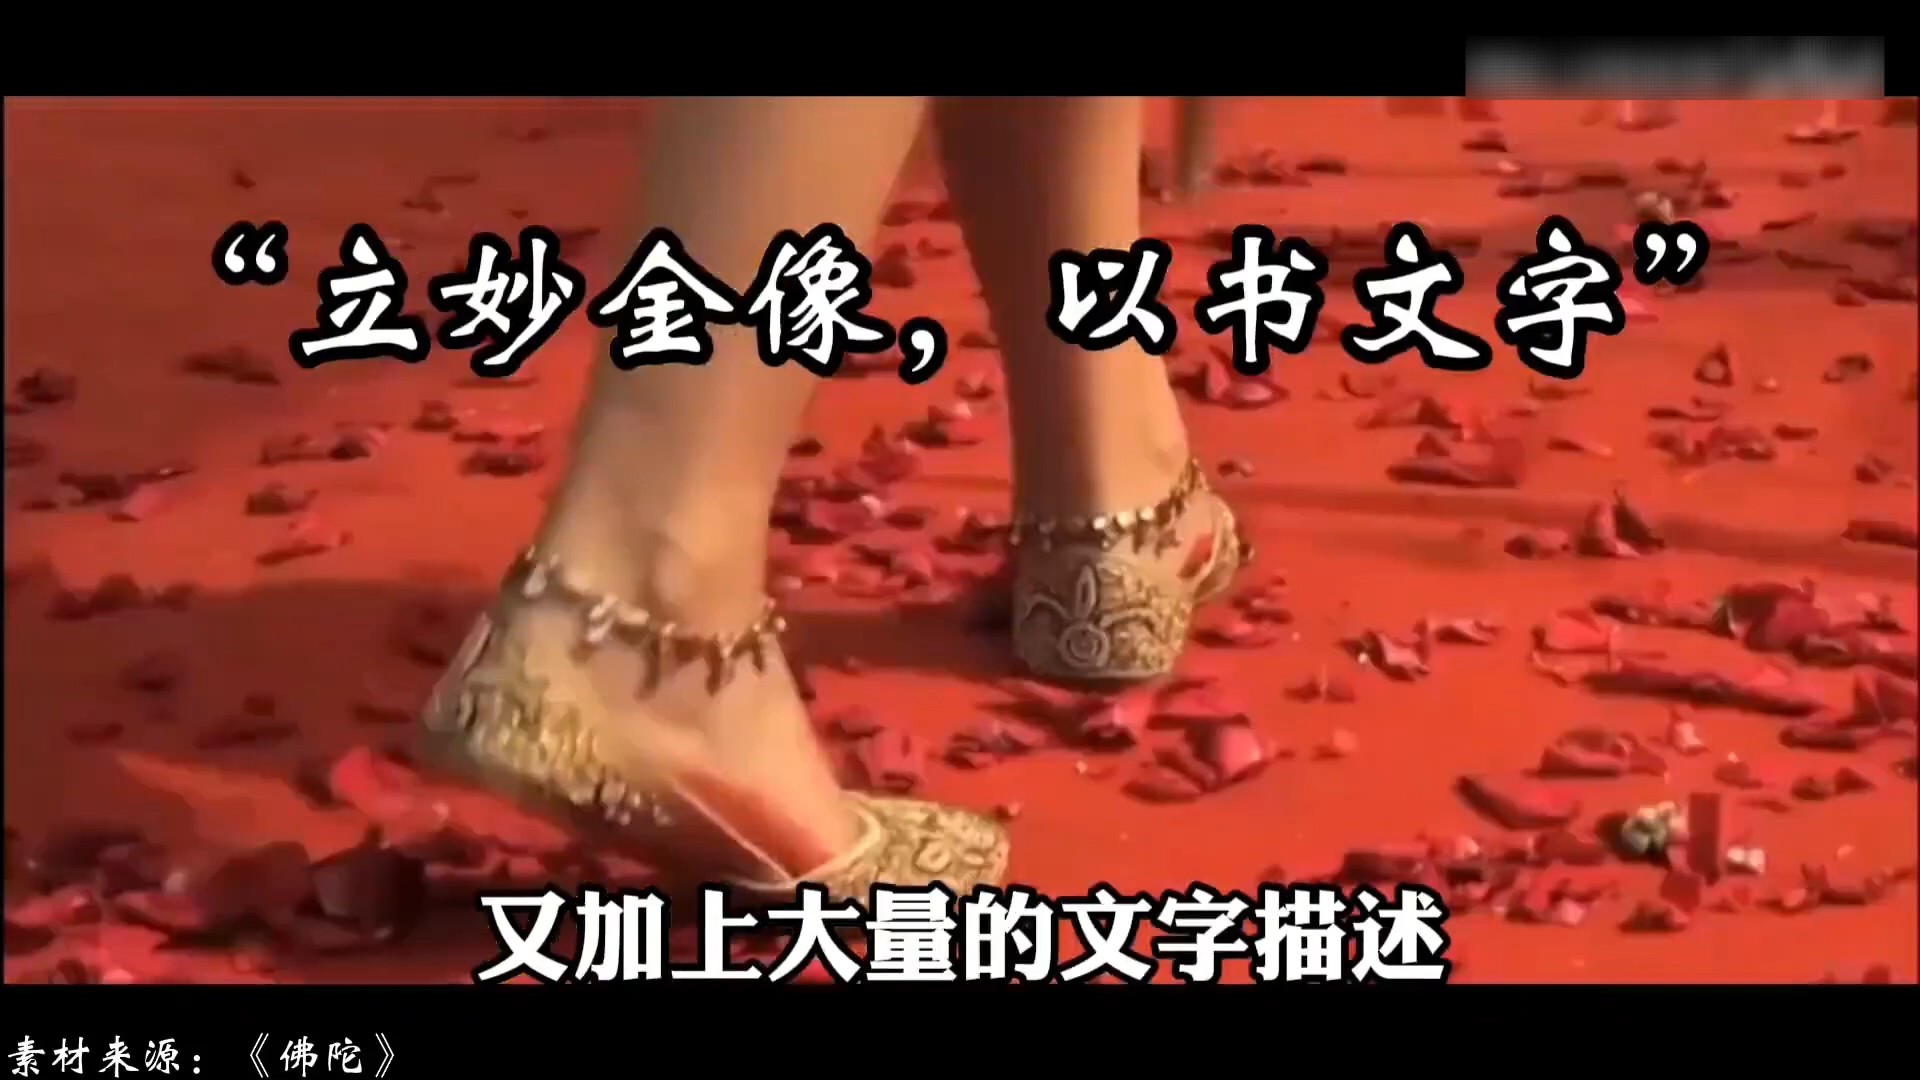 “立妙金像，以书文字”
又加上大量的文字描述
素材来源：《佛陀》